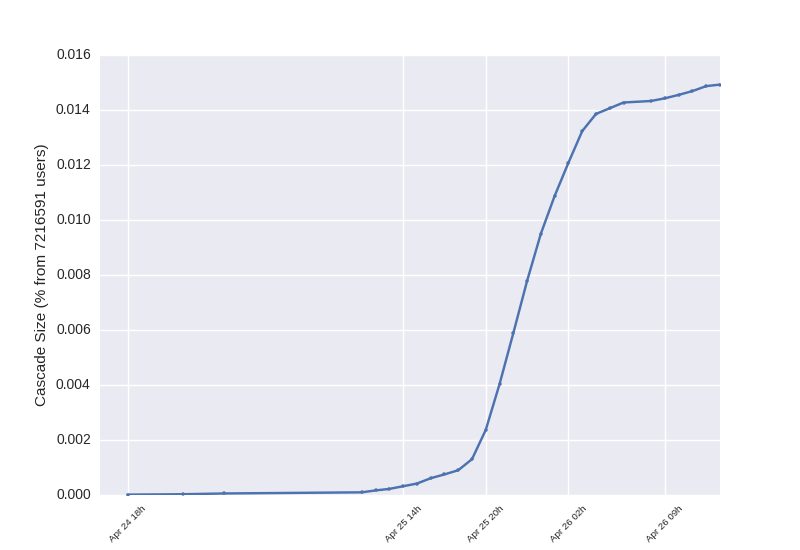 0.016
0.014
0.012
0.010
0.008
0.006
0.004
0.002
0.000
Cascade Size (% from 7216591 users)
Apr 24 18h
Apr 25 14h
Apr 25 20h
Apr 26 02h
Apr 26 09h